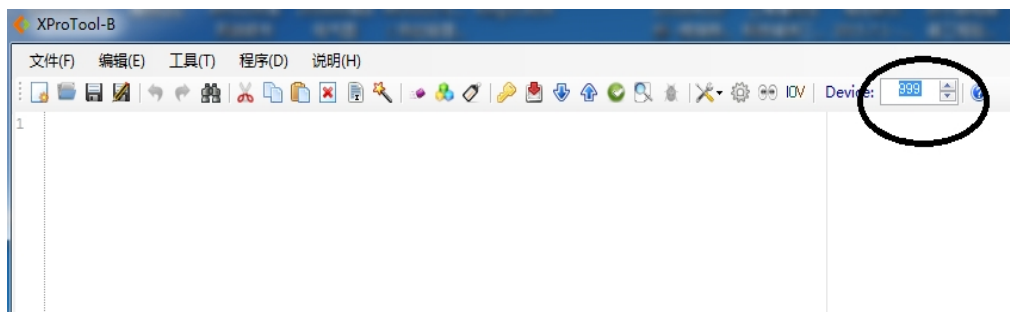 XProTool-B
文件(F) 编辑(E) 工具(T) 程序(D) 说明(H)
IOV Device: 999
1